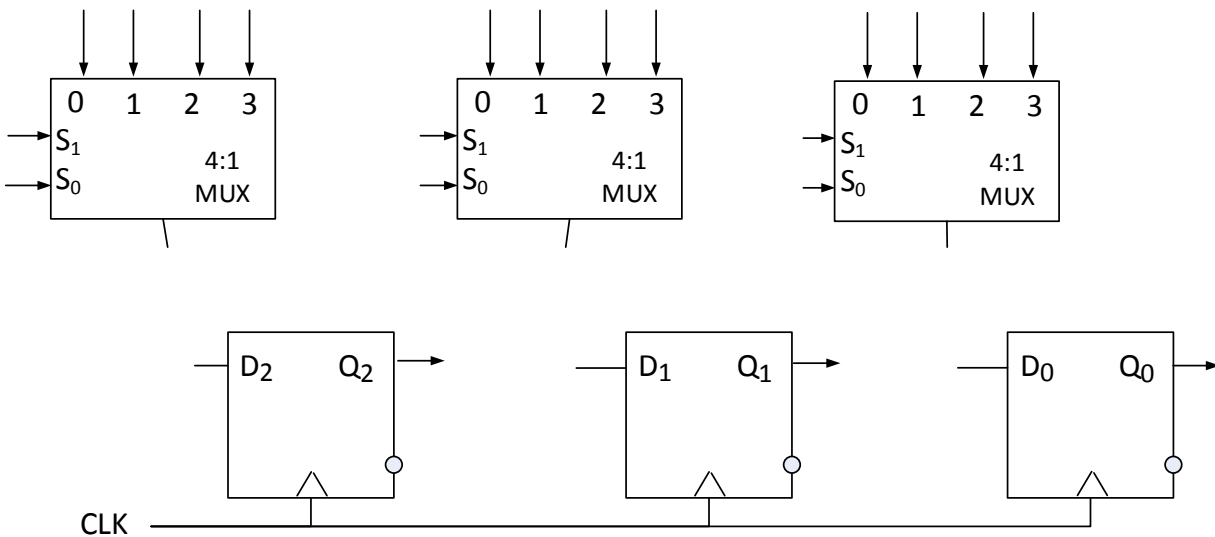 0 1 2 3
S₁
S₀
4:1
MUX
0 1 2 3
S₁
S₀
4:1
MUX
0 1 2 3
S₁
S₀
4:1
MUX
D₂ Q₂
D₁ Q₁
D₀ Q₀
CLK